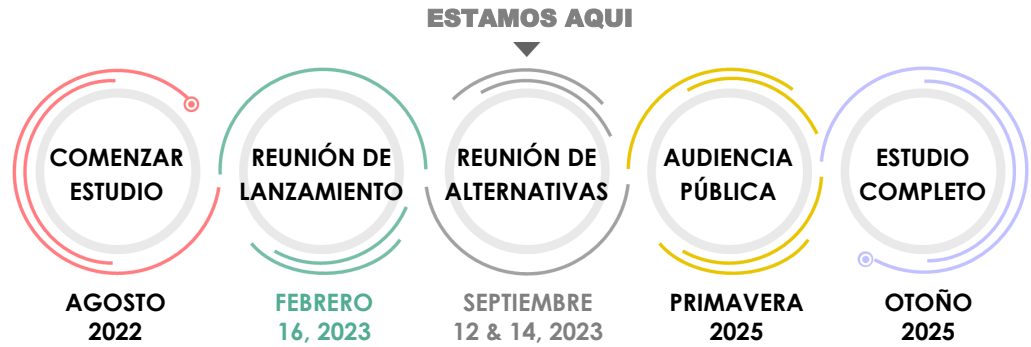 ESTAMOS AQUI
COMENZAR
ESTUDIO
REUNIÓN DE
LANZAMIENTO
REUNIÓN DE
ALTERNATIVAS
AUDIENCIA
PÚBLICA
ESTUDIO
COMPLETO
AGOSTO
2022
FEBRERO
16, 2023
SEPTIEMBRE
12 & 14, 2023
PRIMAVERA
2025
OTOÑO
2025